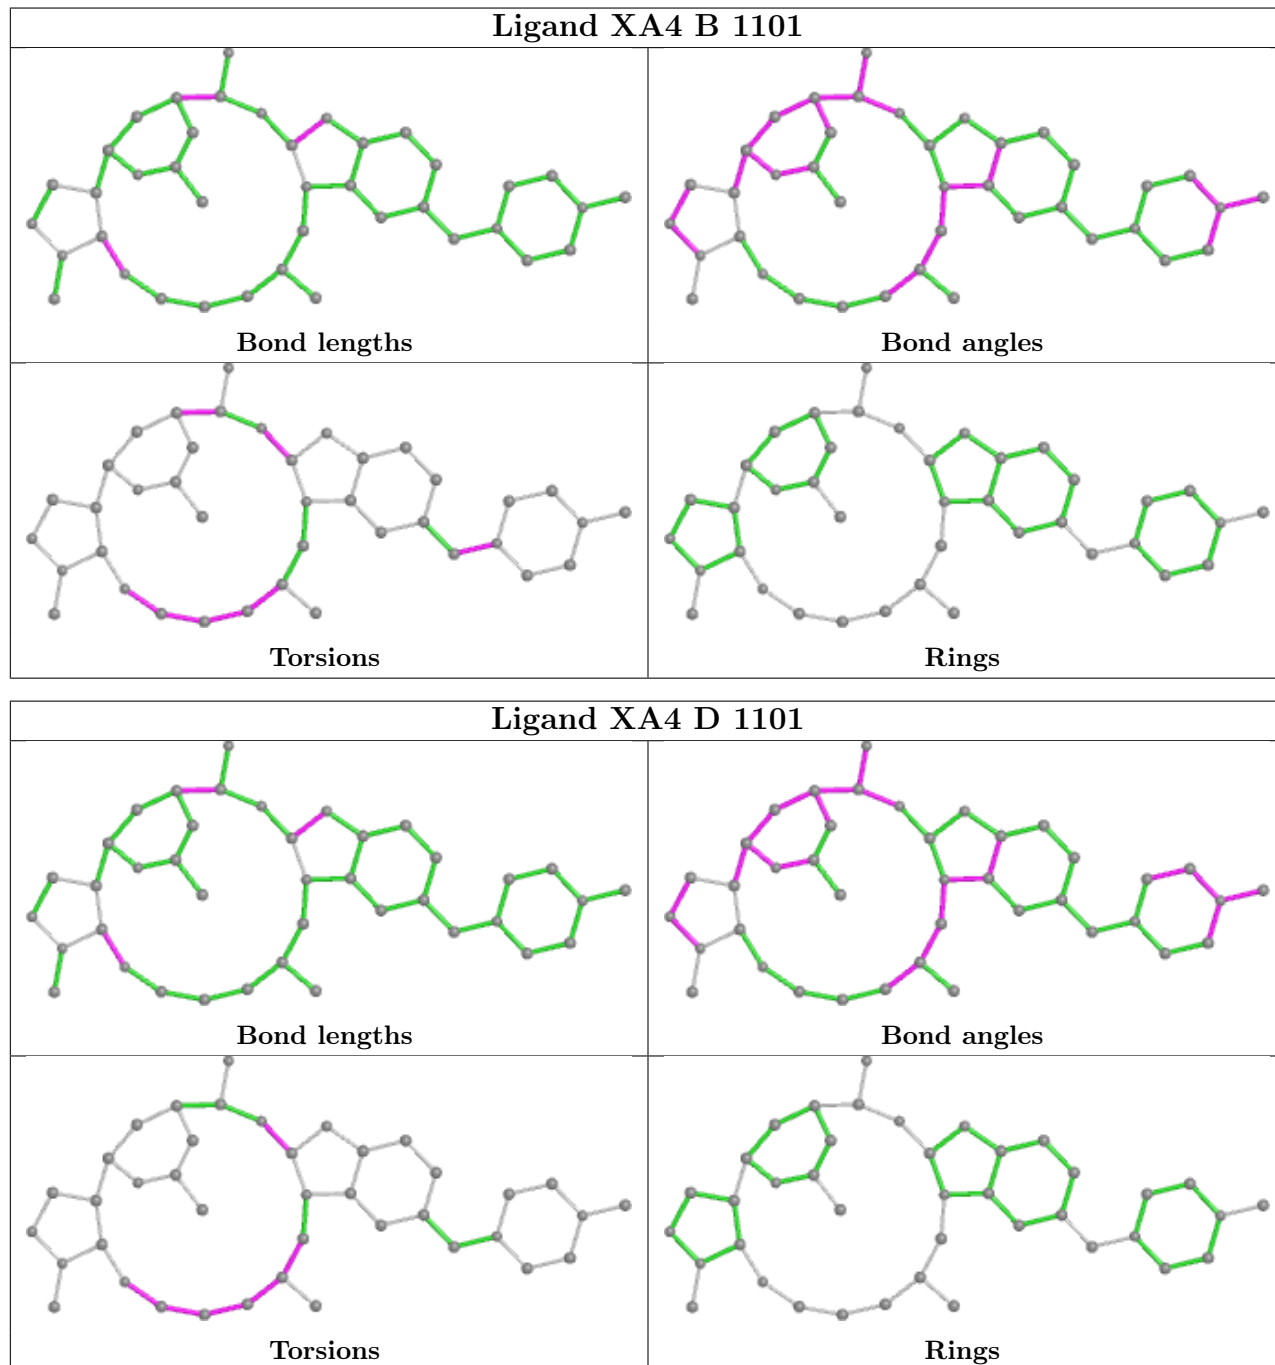 Ligand XA4 B 1101
Bond lengths
Bond angles
Torsions
Rings
Ligand XA4 D 1101
Bond lengths
Bond angles
Torsions
Rings